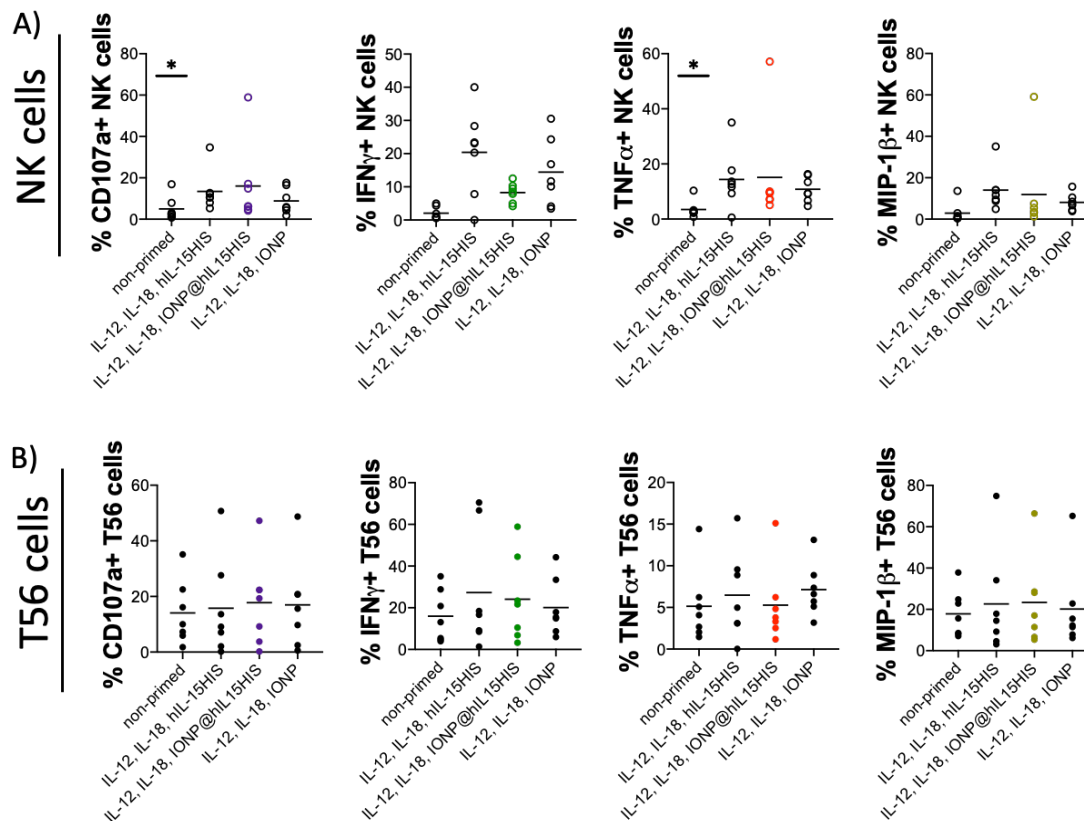 A)
NK cells
% CD107a+ NK cells
80
60
40
20
0
*
non-primed
IL-12, IL-18, hIL-15HIS
IL-12, IL-18, IONP@hIL15HIS
IL-12, IL-18, IONP
% IFNγ+ NK cells
50
40
30
20
10
0
non-primed
IL-12, IL-18, hIL-15HIS
IL-12, IL-18, IONP@hIL15HIS
IL-12, IL-18, IONP
% TNFα+ NK cells
60
40
20
0
*
non-primed
IL-12, IL-18, hIL-15HIS
IL-12, IL-18, IONP@hIL15HIS
IL-12, IL-18, IONP
% MIP-1β+ NK cells
80
60
40
20
0
non-primed
IL-12, IL-18, hIL-15HIS
IL-12, IL-18, IONP@hIL15HIS
IL-12, IL-18, IONP
B)
T56 cells
% CD107a+ T56 cells
60
40
20
0
non-primed
IL-12, IL-18, hIL-15HIS
IL-12, IL-18, IONP@hIL15HIS
IL-12, IL-18, IONP
% IFNγ+ T56 cells
80
60
40
20
0
non-primed
IL-12, IL-18, hIL-15HIS
IL-12, IL-18, IONP@hIL15HIS
IL-12, IL-18, IONP
% TNFα+ T56 cells
20
15
10
5
0
non-primed
IL-12, IL-18, hIL-15HIS
IL-12, IL-18, IONP@hIL15HIS
IL-12, IL-18, IONP
% MIP-1β+ T56 cells
80
60
40
20
0
non-primed
IL-12, IL-18, hIL-15HIS
IL-12, IL-18, IONP@hIL15HIS
IL-12, IL-18, IONP